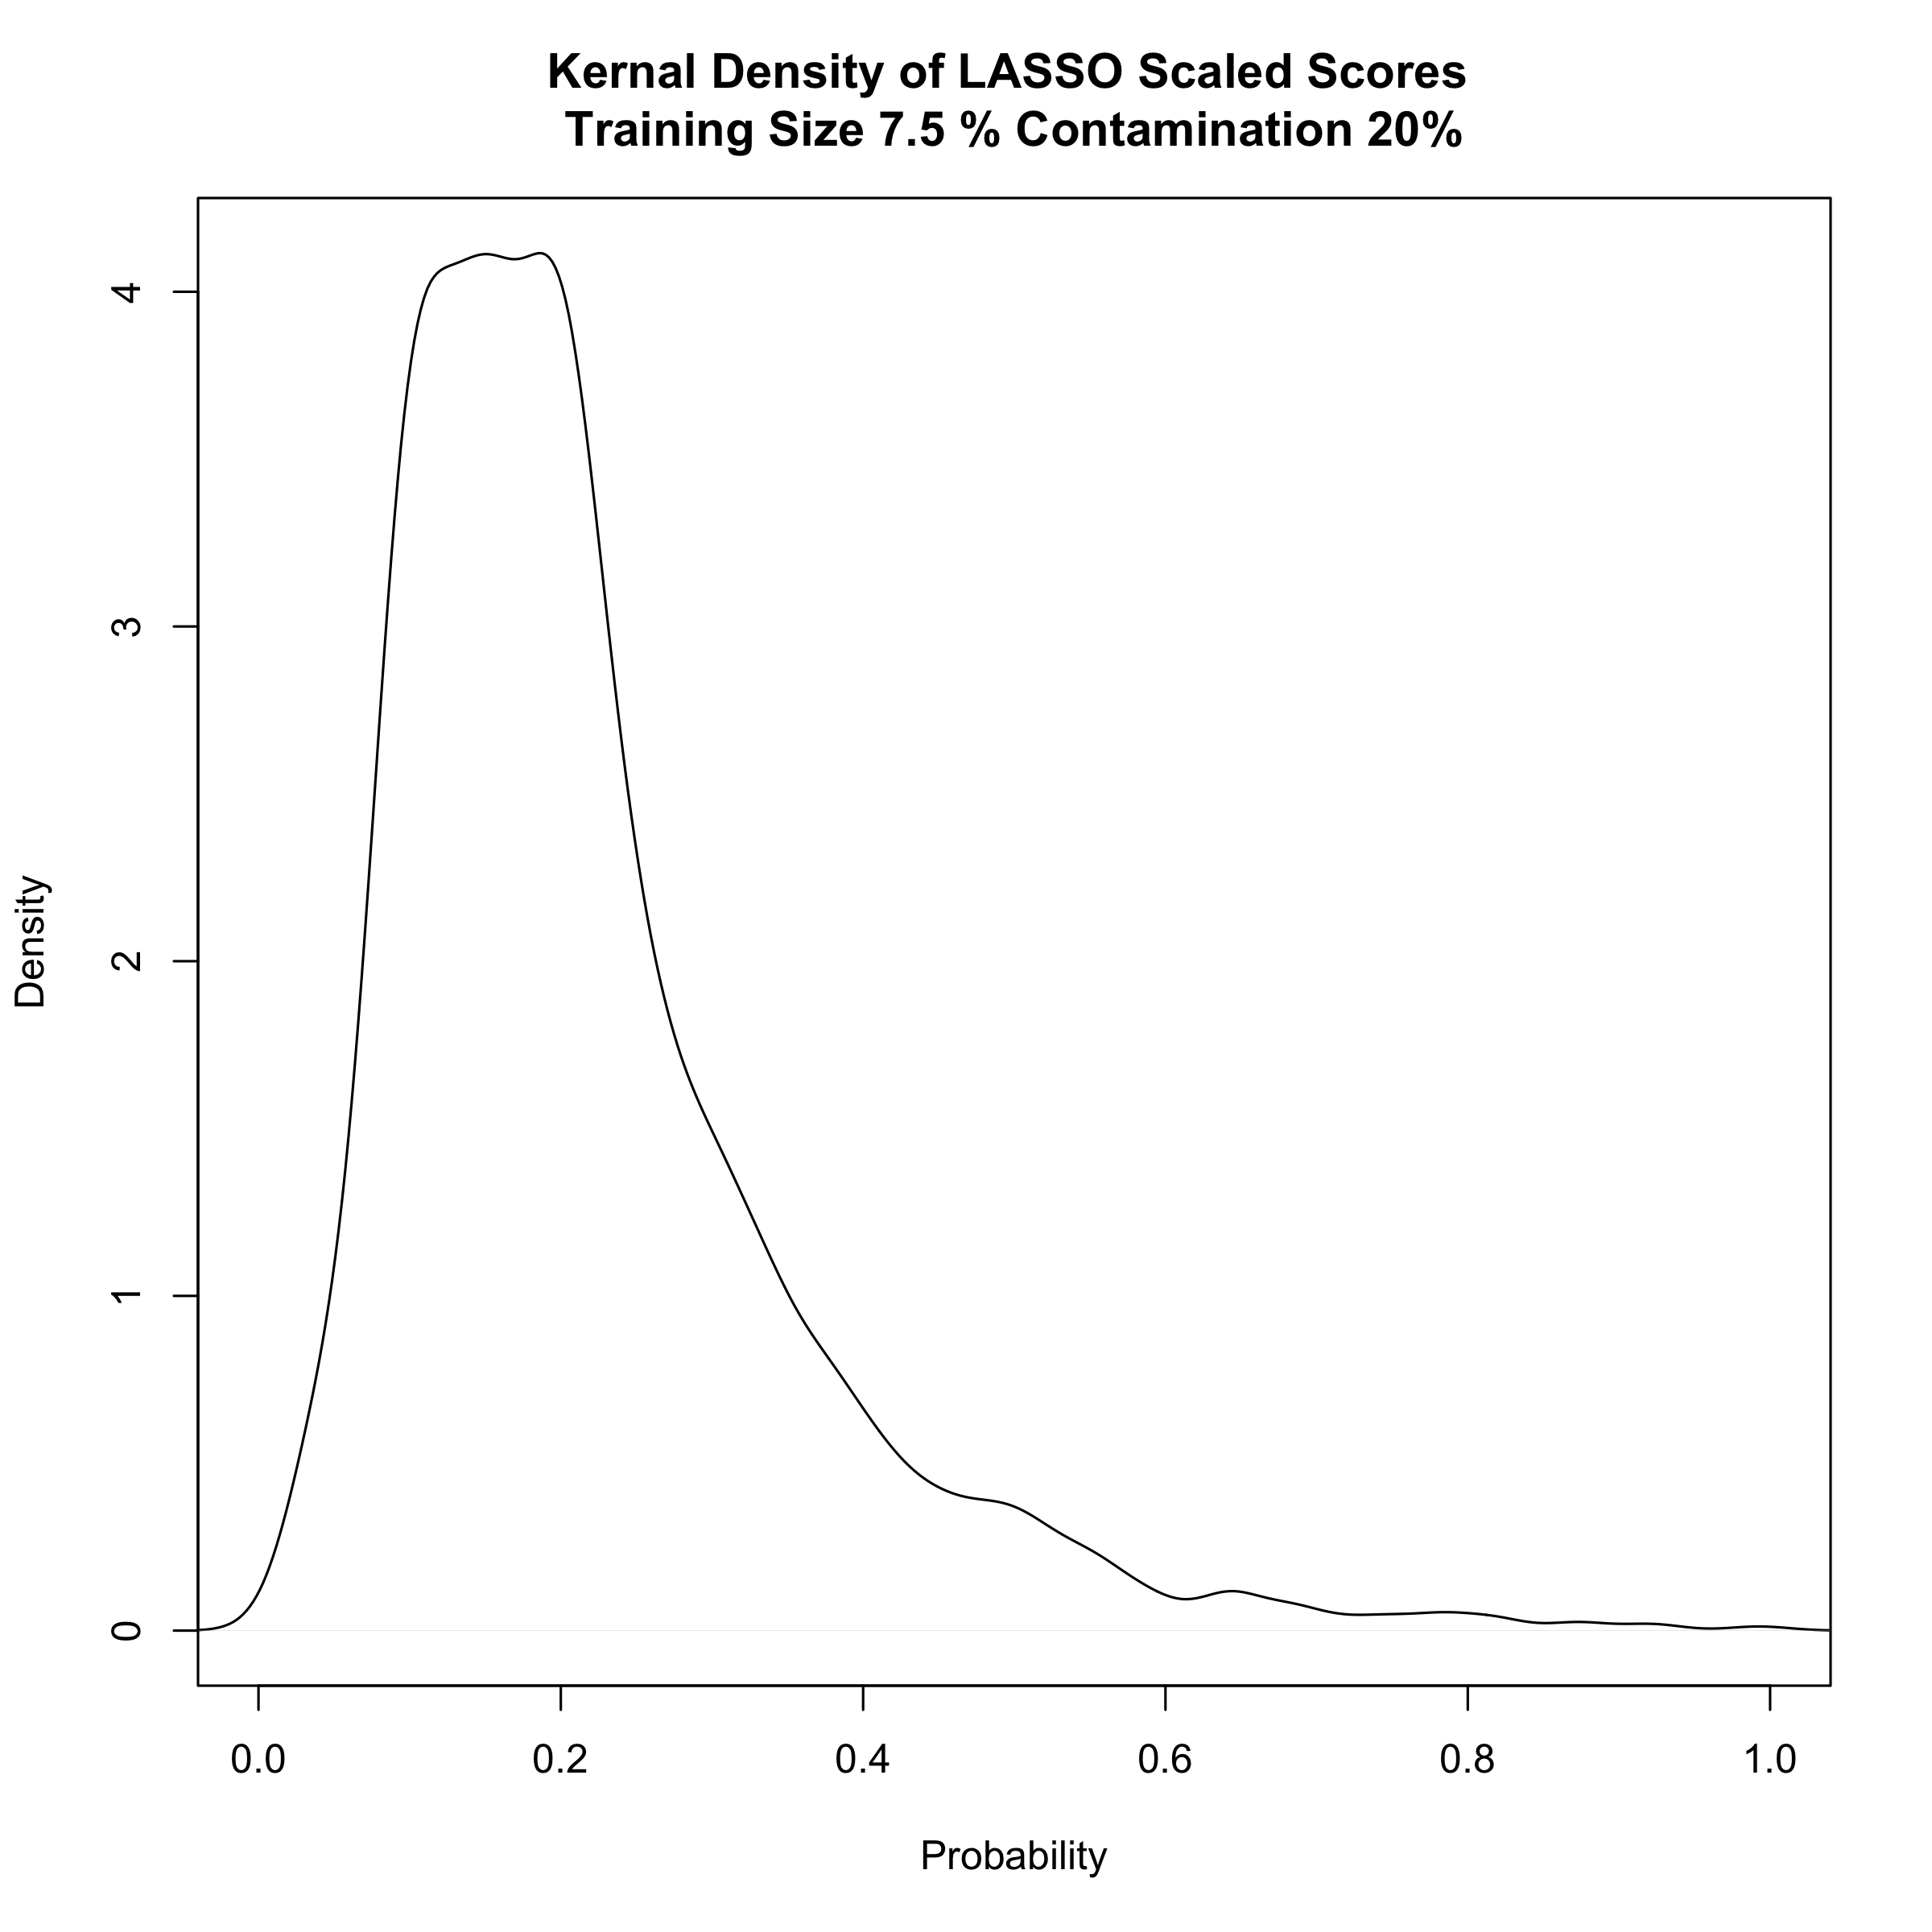 Kernal Density of LASSO Scaled Scores
Training Size 7.5 % Contamination 20%
Density
4
3
2
1
0
0.0 0.2 0.4 0.6 0.8 1.0
Probability